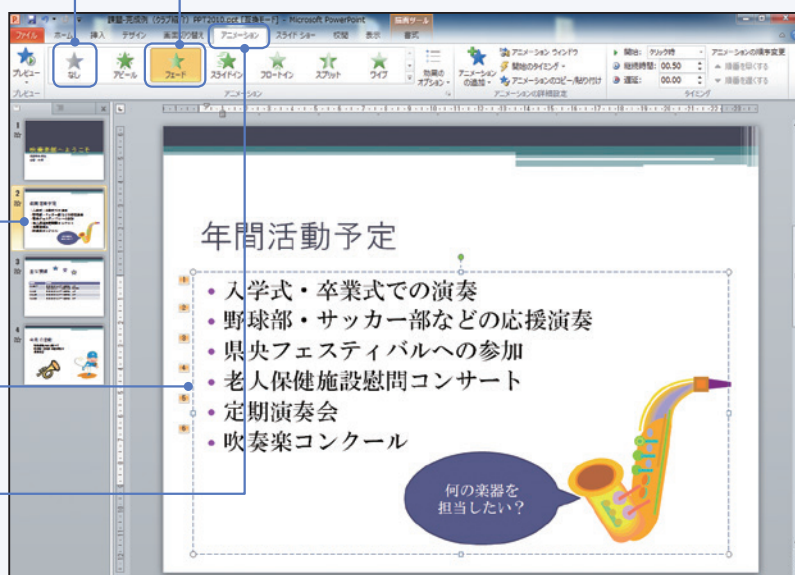 課題-完成例（クラブ紹介）PPT2010.ppt [互換モード] - Microsoft PowerPoint
描画ツール
ファイル ホーム 挿入 デザイン 画面切り替え アニメーション スライド ショー 校閲 表示 書式
プレビュー
なし
アピール
フェード
スライドイン
フロートイン
スプリット
ワイプ
効果のオプション
アニメーションの追加
アニメーション ウィンドウ
開始のタイミング
アニメーションのコピー/貼り付け
開始: クリック時
継続時間: 00.50
遅延: 00.00
アニメーションの順序変更
順番を早くする
順番を遅くする
プレビュー アニメーション アニメーションの詳細設定 タイミング
1
2
3
4
年間活動予定
1 ・入学式・卒業式での演奏
2 ・野球部・サッカー部などの応援演奏
3 ・県央フェスティバルへの参加
4 ・老人保健施設慰問コンサート
5 ・定期演奏会
6 ・吹奏楽コンクール
何の楽器を
担当したい？